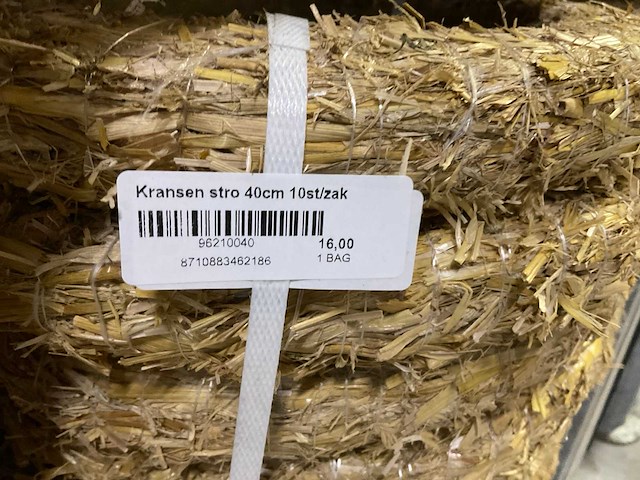 Kransen stro 40cm 10st/zak
96210040 16,00
8710883462186 1 BAG